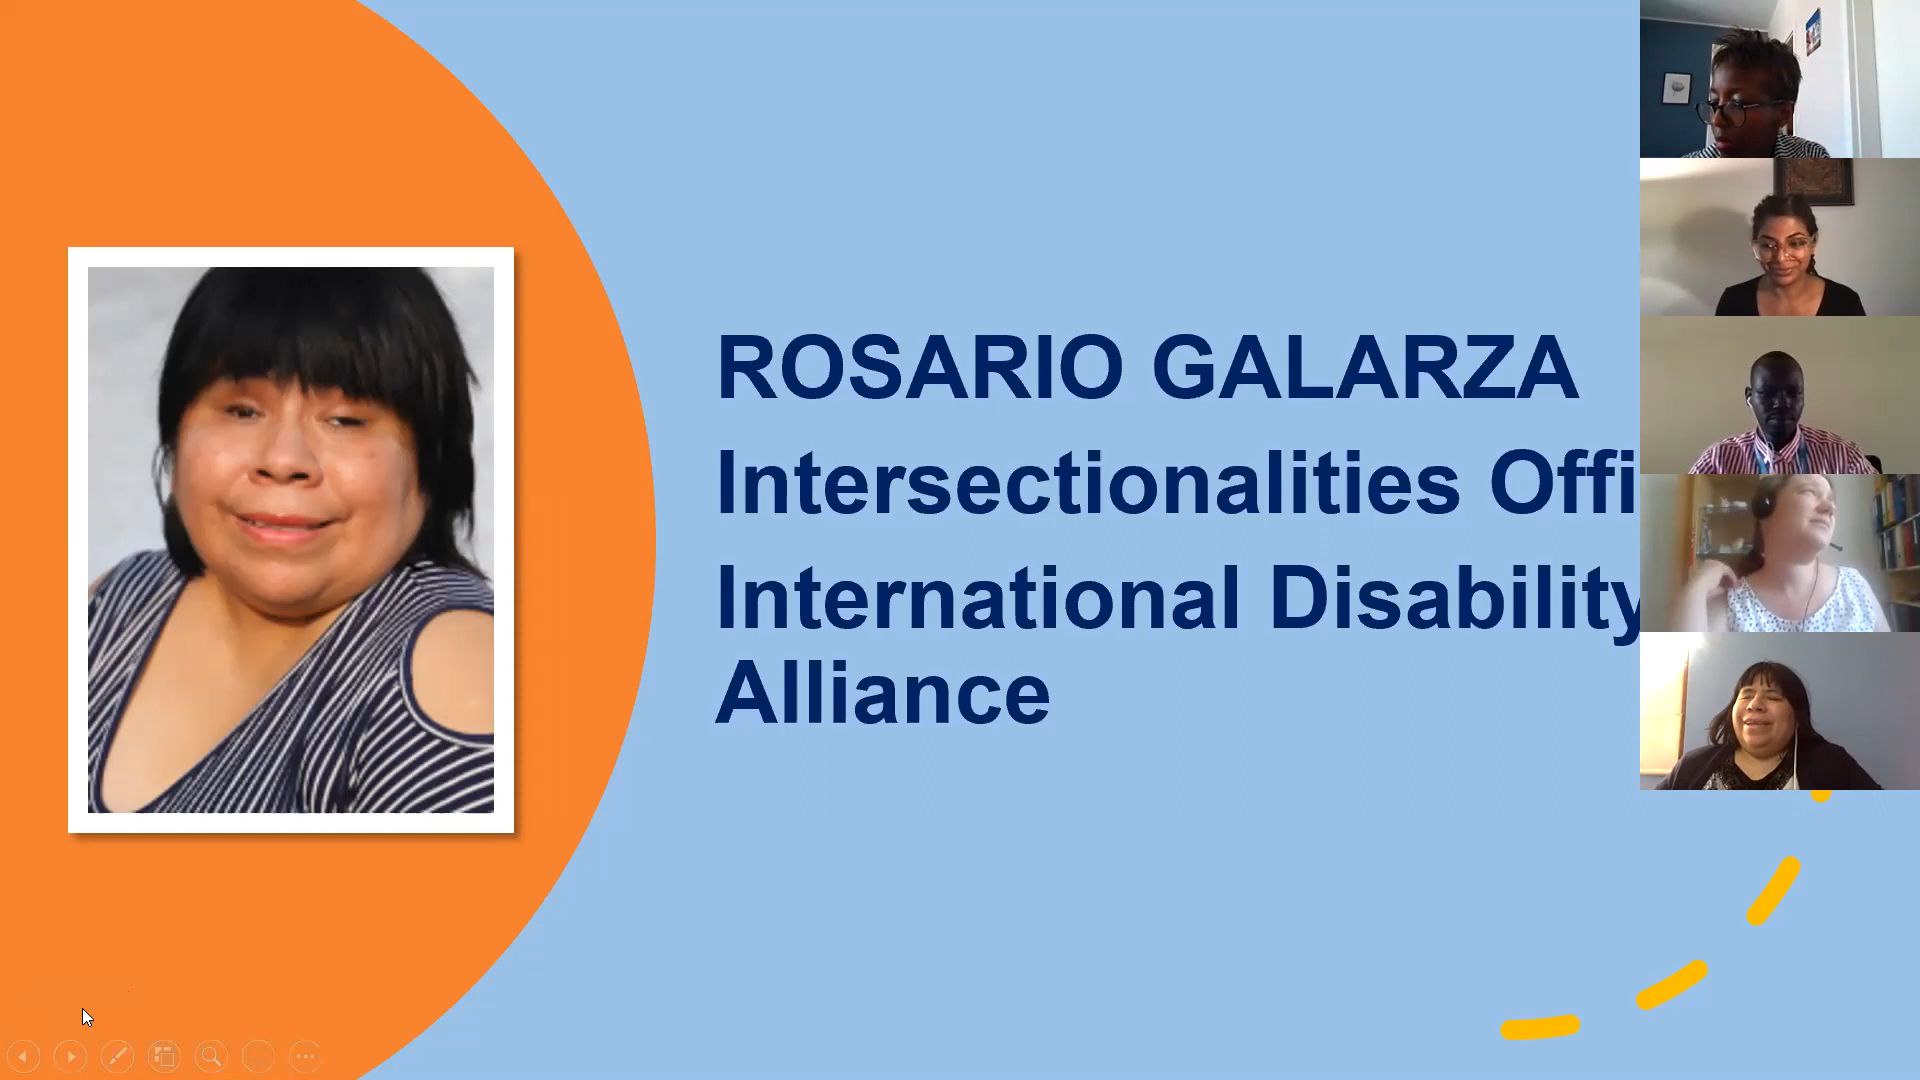 ROSARIO GALARZA
Intersectionalities Offi
International Disability
Alliance